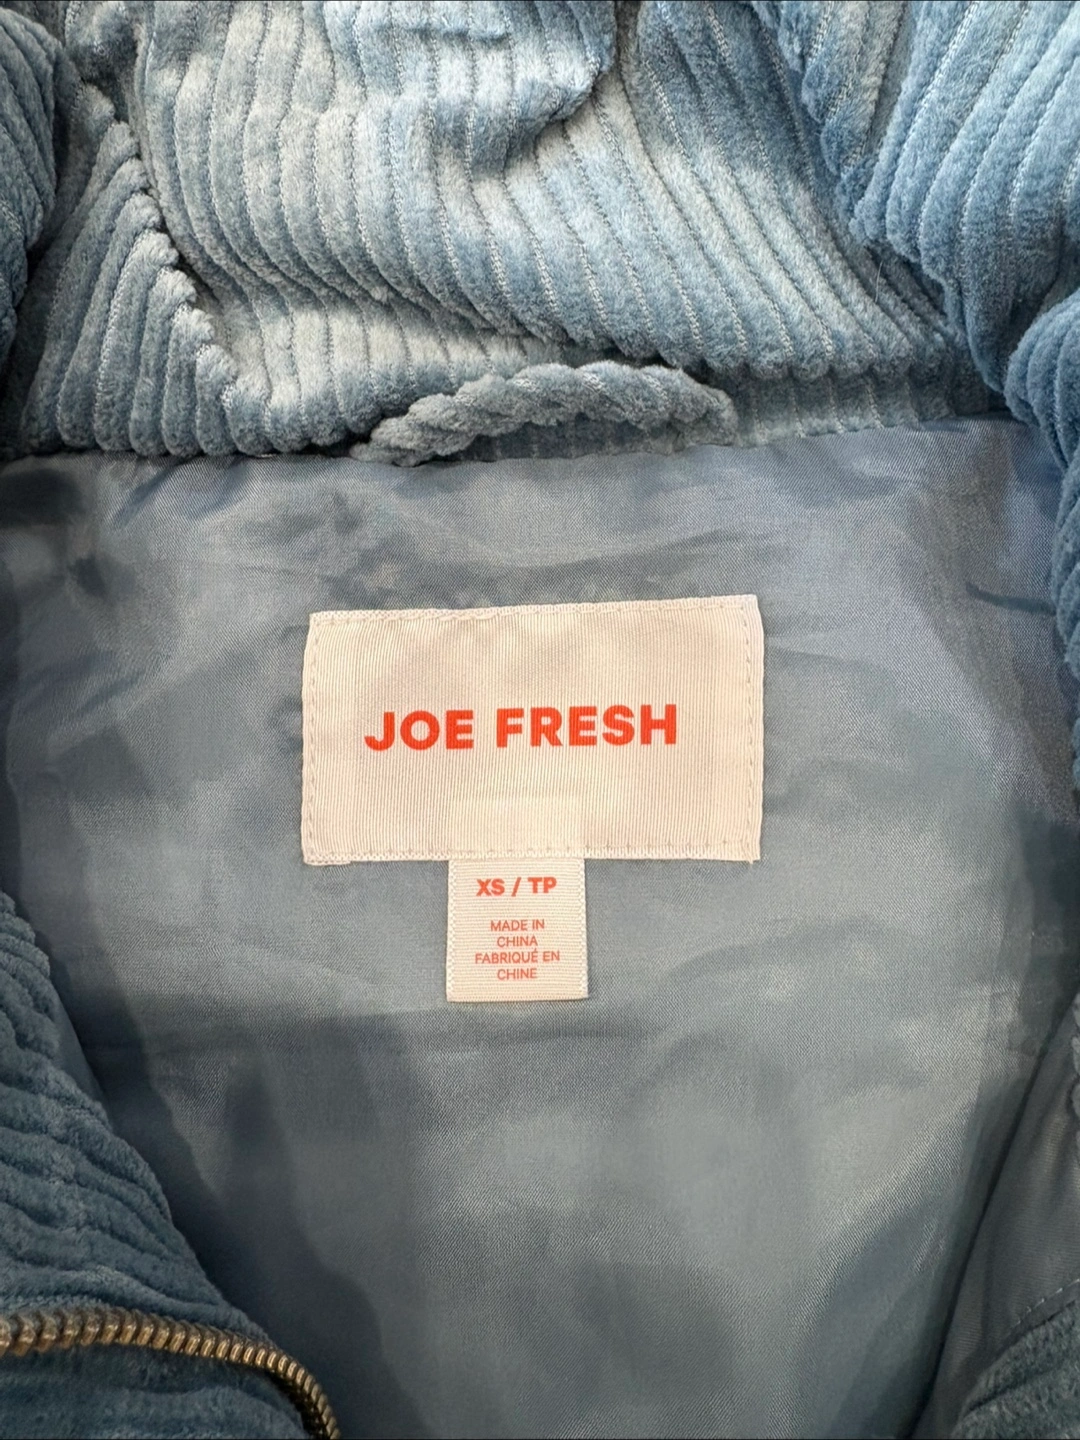 JOE FRESH
XS / TP
MADE IN
CHINA
FABRIQUÉ EN
CHINE